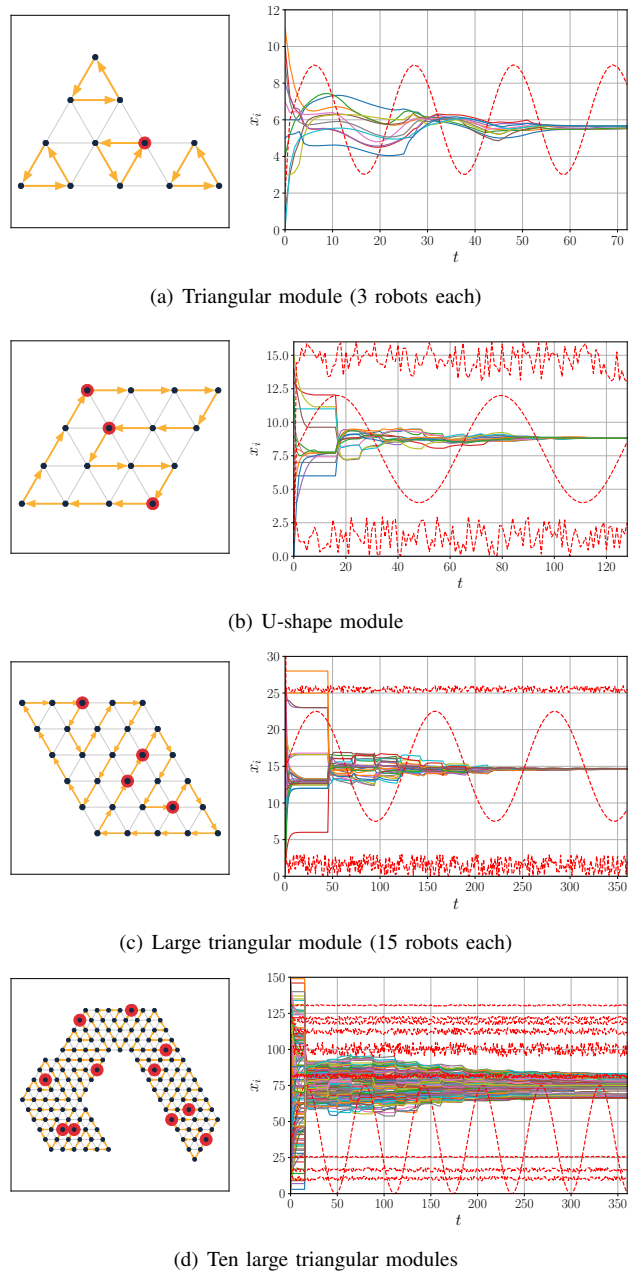 12
10
8
6
4
2
0
x_i
0 10 20 30 40 50 60 70
t
(a) Triangular module (3 robots each)
15.0
12.5
10.0
7.5
5.0
2.5
0.0
x_i
0 20 40 60 80 100 120
t
(b) U-shape module
30
25
20
15
10
5
0
x_i
0 50 100 150 200 250 300 350
t
(c) Large triangular module (15 robots each)
150
125
100
75
50
25
0
x_i
0 50 100 150 200 250 300 350
t
(d) Ten large triangular modules